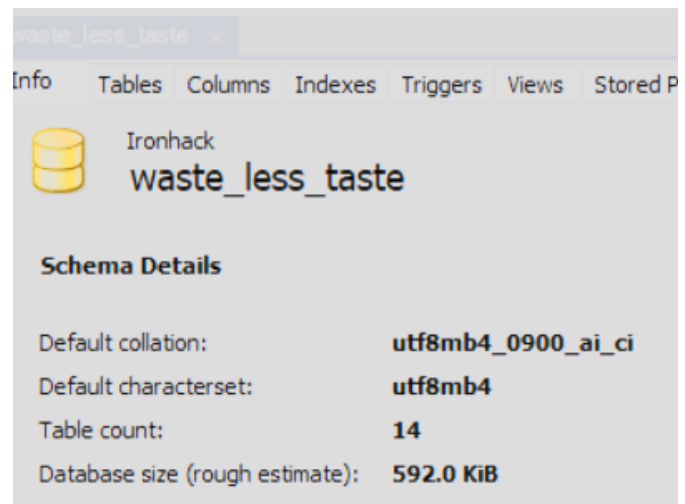 waste_less_taste ×
Info Tables Columns Indexes Triggers Views Stored P
Ironhack
waste_less_taste
Schema Details
Default collation: utf8mb4_0900_ai_ci
Default characterset: utf8mb4
Table count: 14
Database size (rough estimate): 592.0 KiB